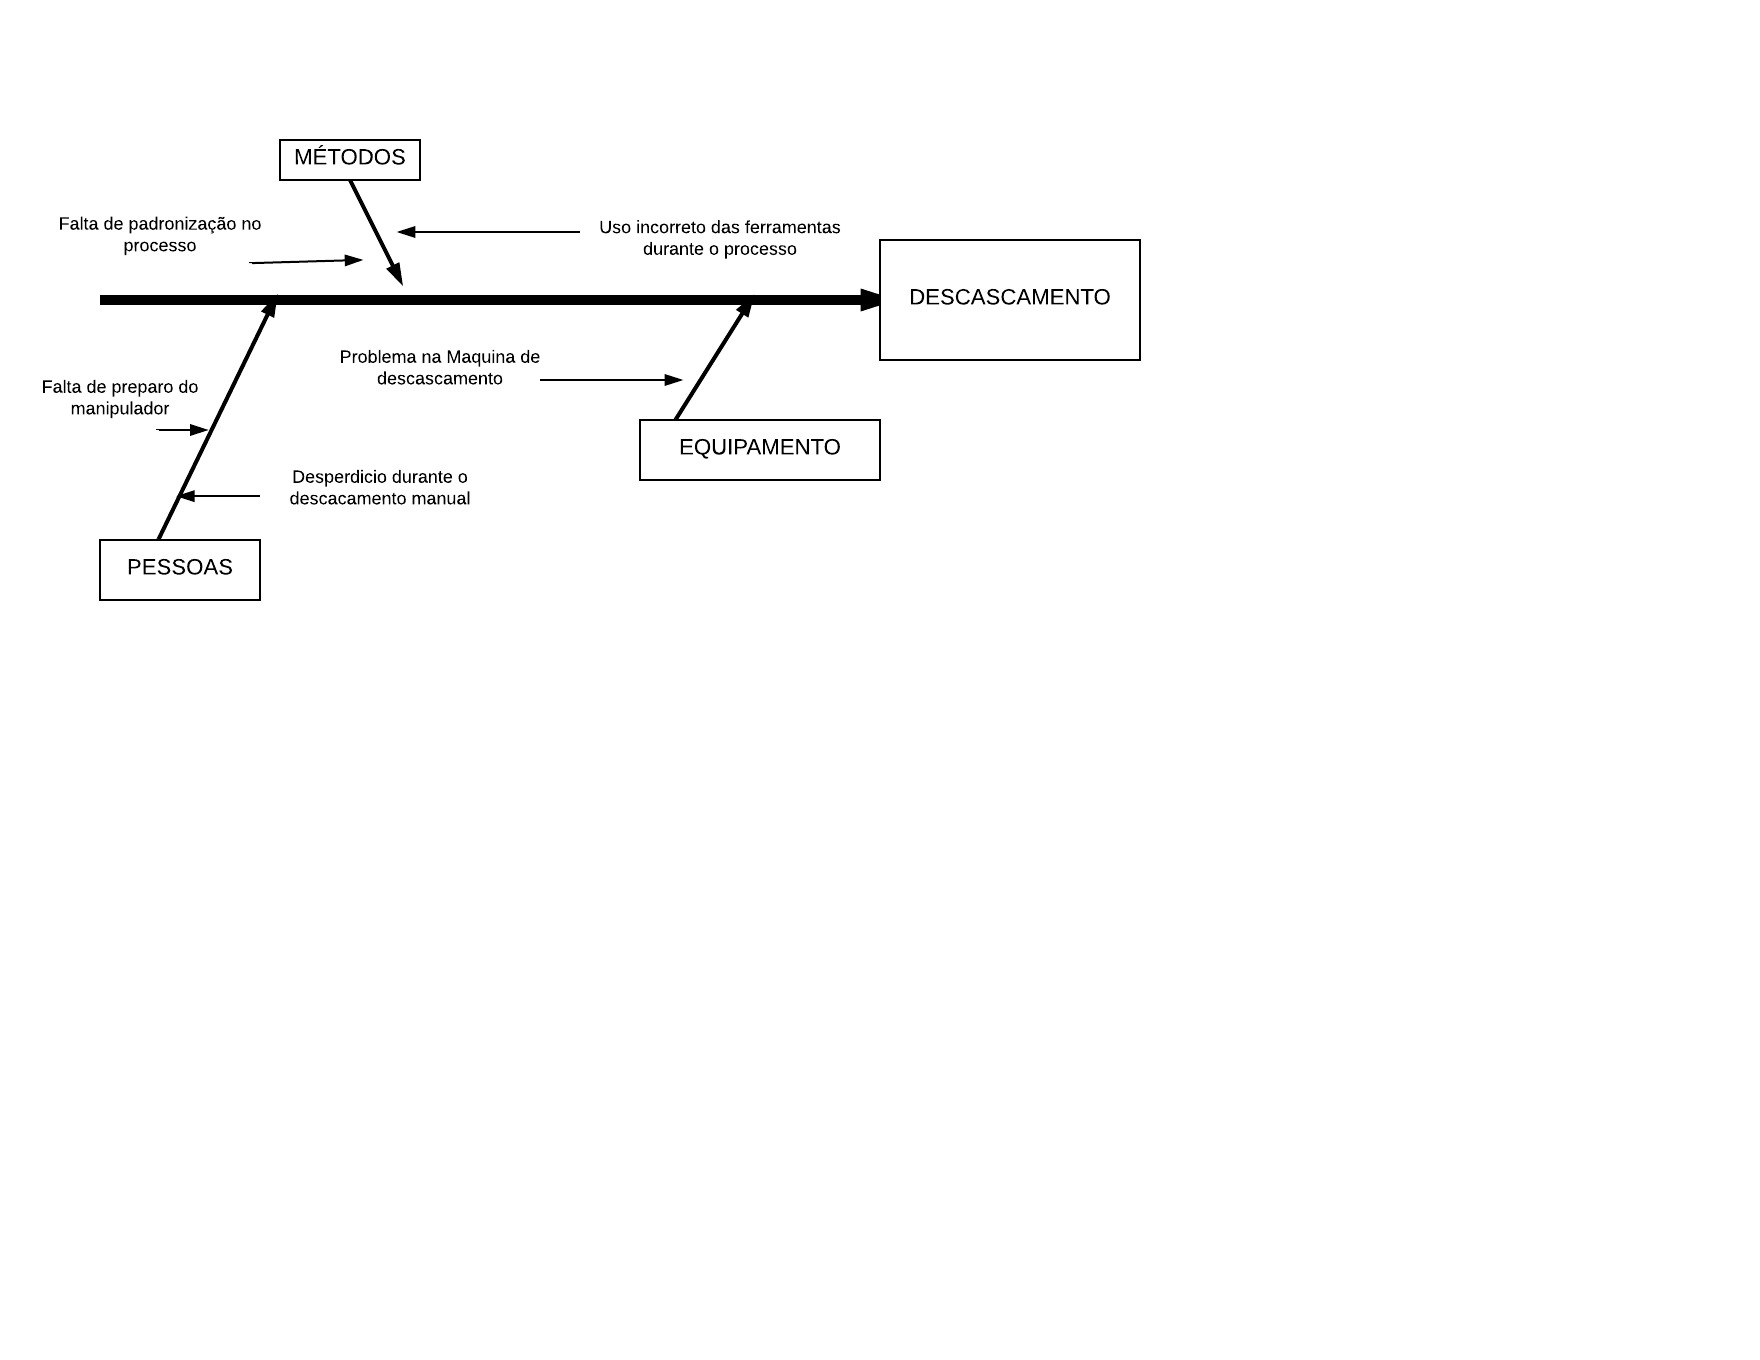 MÉTODOS
Falta de padronização no
processo
Uso incorreto das ferramentas
durante o processo
DESCASCAMENTO
Problema na Maquina de
descascamento
Falta de preparo do
manipulador
EQUIPAMENTO
Desperdicio durante o
descacamento manual
PESSOAS